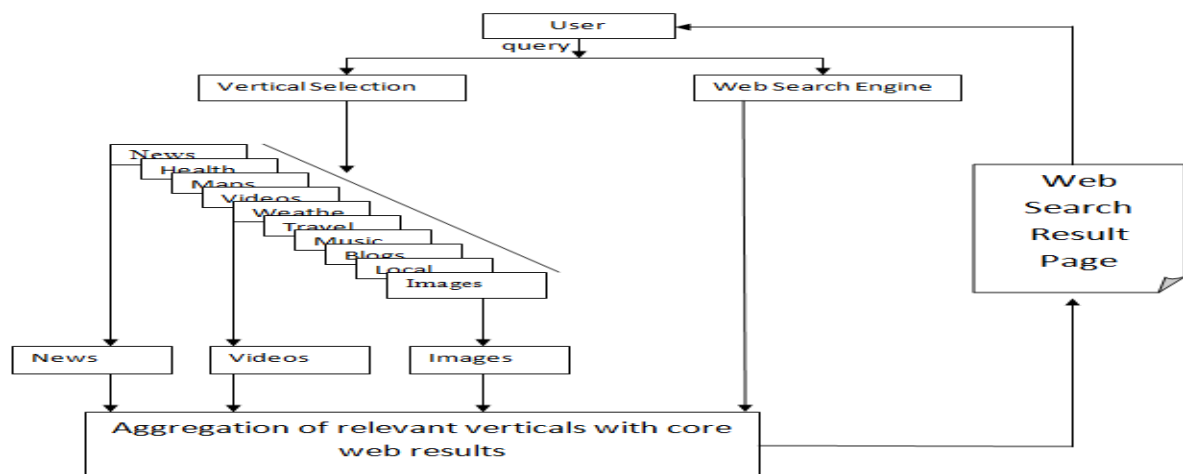 User
query
Vertical Selection
Web Search Engine
News
Health
Maps
Videos
Weathe
Travel
Music
Blogs
Local
Images
Web
Search
Result
Page
News
Videos
Images
Aggregation of relevant verticals with core
web results